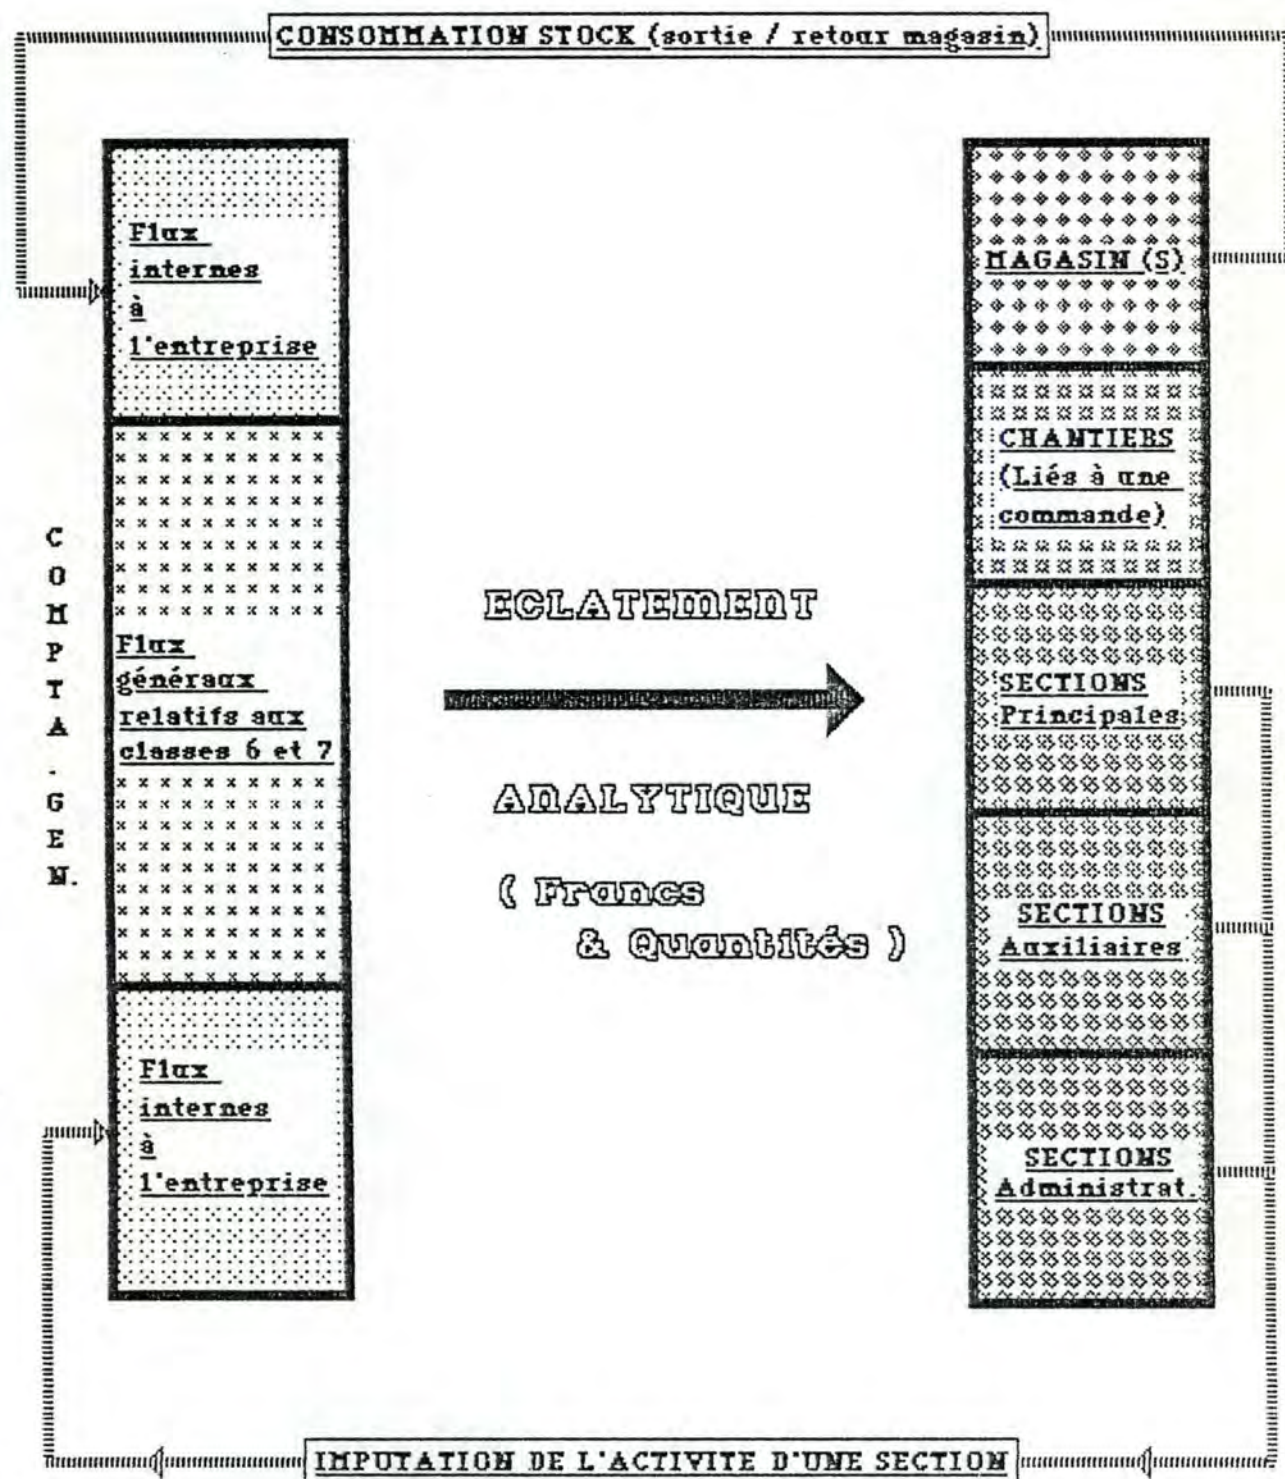 CONSOMMATION STOCK (sortie / retour magasin)
Flux
internes
à
l'entreprise
COMPTA.GEN.
Flux
généraux
relatifs aux
classes 6 et 7
Flux
internes
à
l'entreprise
ECLATEMENT
ANALYTIQUE
( Francs
& Quantités )
MAGASIN (S)
CHANTIERS
(Liés à une
commande)
SECTIONS
Principales
SECTIONS
Auxiliaires
SECTIONS
Administrat.
IMPUTATION DE L'ACTIVITE D'UNE SECTION